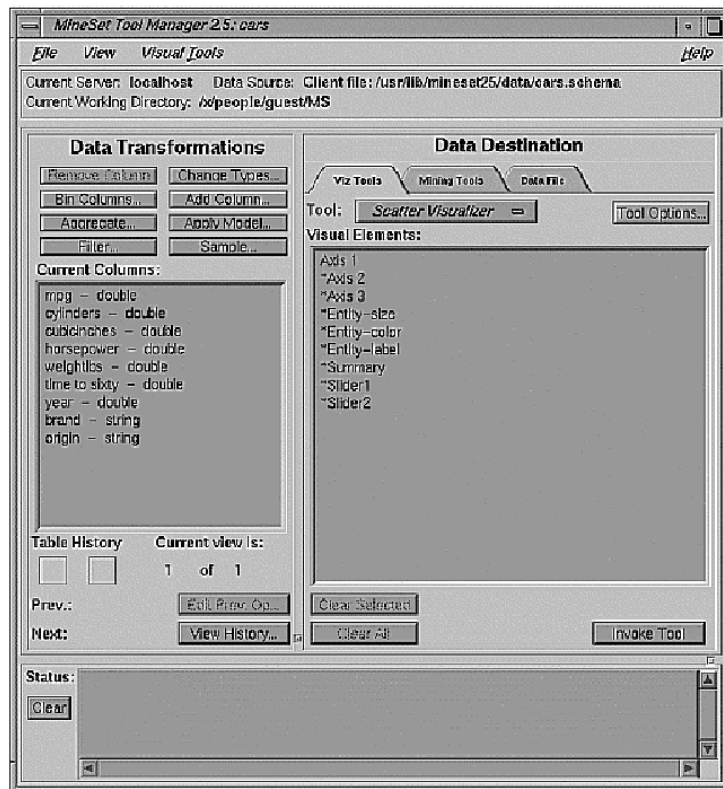 MineSet Tool Manager 2.5: cars
File View Visual Tools Help
Current Server: localhost Data Source: Client file: /usr/lib/mineset25/data/cars.schema
Current Working Directory: /x/people/guest/MS
Data Transformations
Remove Column Change Types...
Bin Columns... Add Column...
Aggregate... Apply Model...
Filter... Sample...
Current Columns:
mpg – double
cylinders – double
cubicinches – double
horsepower – double
weightlbs – double
time to sixty – double
year – double
brand – string
origin – string
Table History Current view is:
1 of 1
Prev.: Edit Prev. Op...
Next: View History...
Data Destination
Viz Tools Mining Tools Data File
Tool: Scatter Visualizer Tool Options...
Visual Elements:
Axis 1
*Axis 2
*Axis 3
*Entity–size
*Entity–color
*Entity–label
*Summary
*Slider1
*Slider2
Clear Selected
Clear All Invoke Tool
Status:
Clear